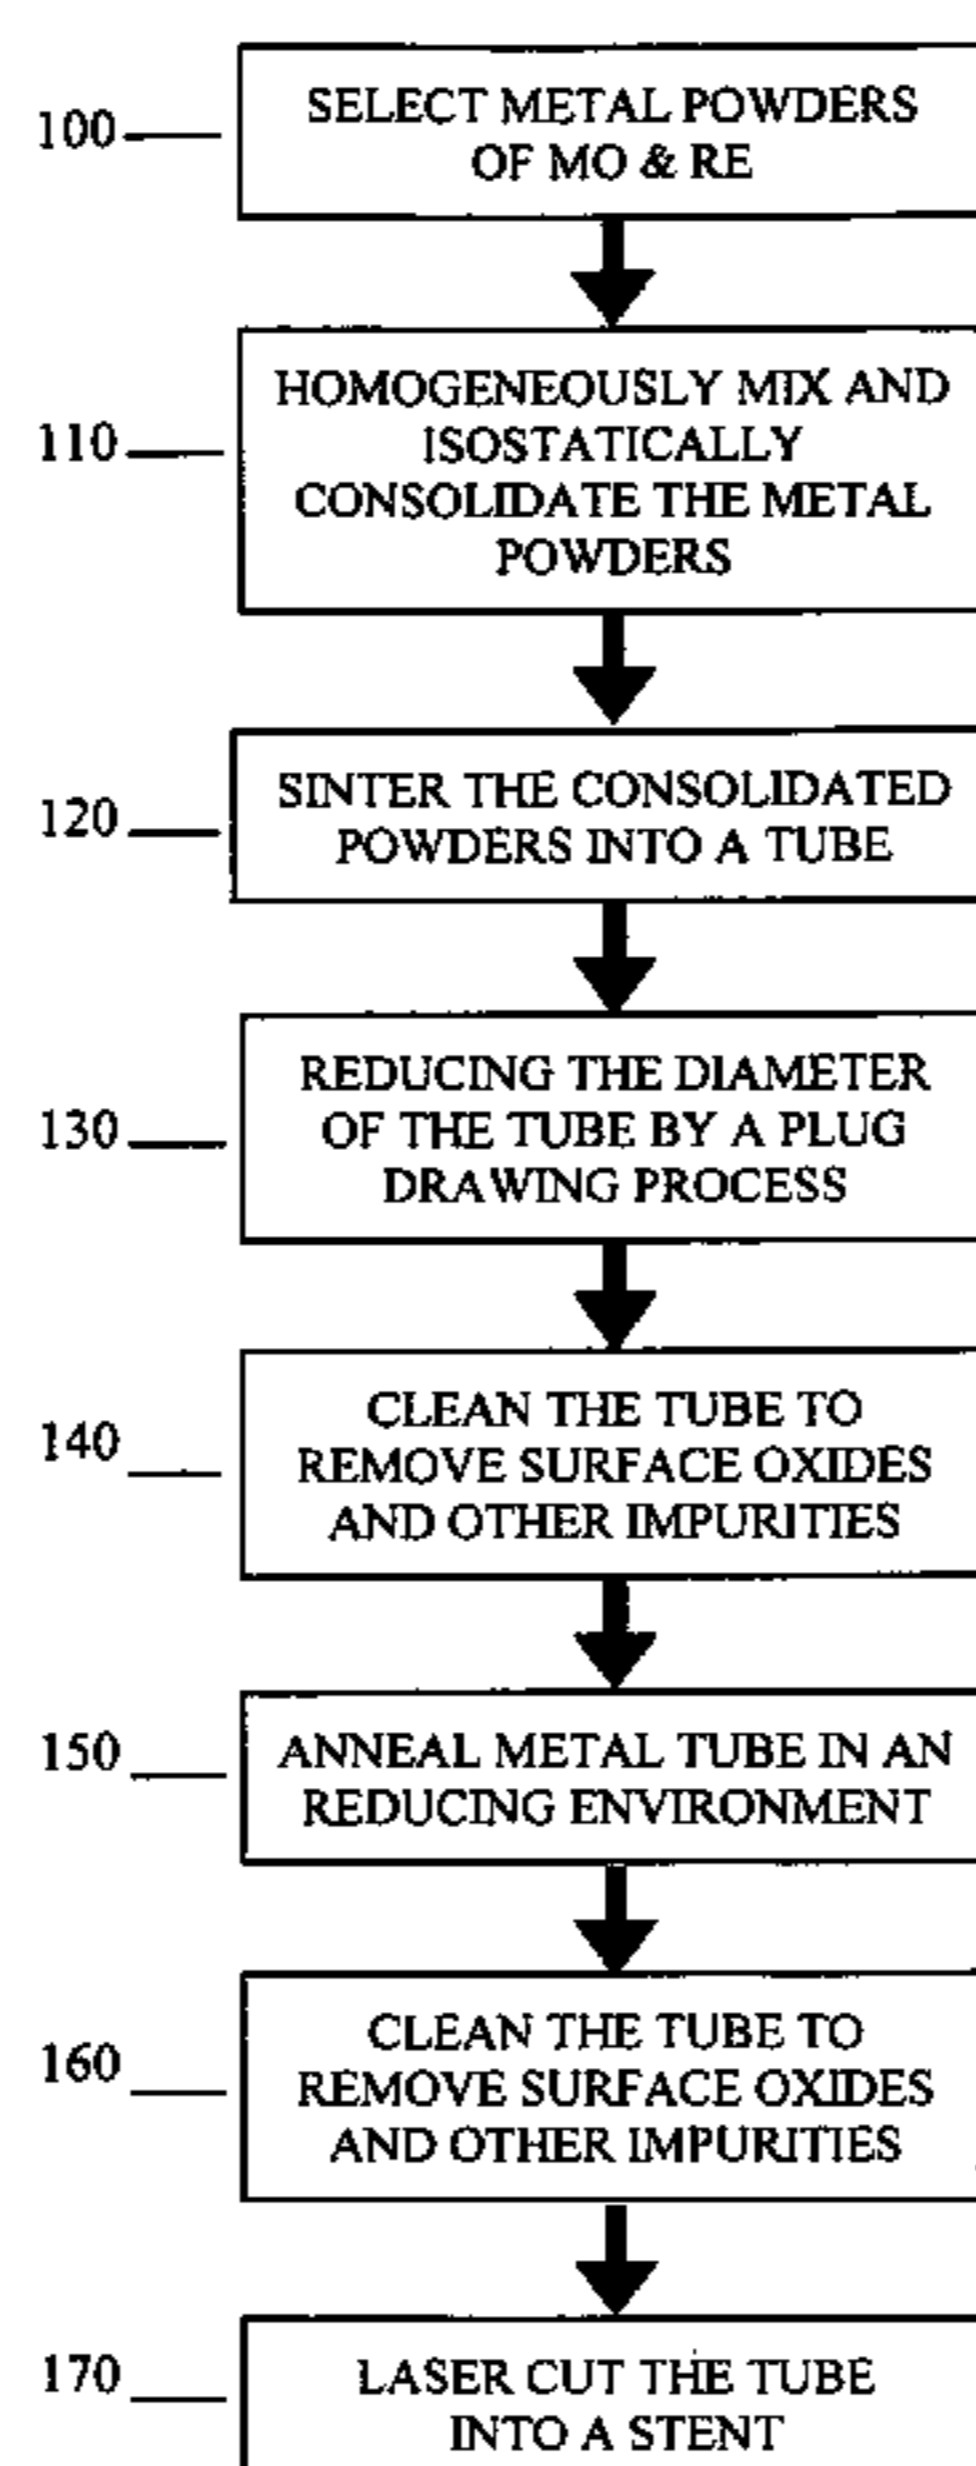 100
SELECT METAL POWDERS
OF MO & RE
110
HOMOGENEOUSLY MIX AND
ISOSTATICALLY
CONSOLIDATE THE METAL
POWDERS
120
SINTER THE CONSOLIDATED
POWDERS INTO A TUBE
130
REDUCING THE DIAMETER
OF THE TUBE BY A PLUG
DRAWING PROCESS
140
CLEAN THE TUBE TO
REMOVE SURFACE OXIDES
AND OTHER IMPURITIES
150
ANNEAL METAL TUBE IN AN
REDUCING ENVIRONMENT
160
CLEAN THE TUBE TO
REMOVE SURFACE OXIDES
AND OTHER IMPURITIES
170
LASER CUT THE TUBE
INTO A STENT